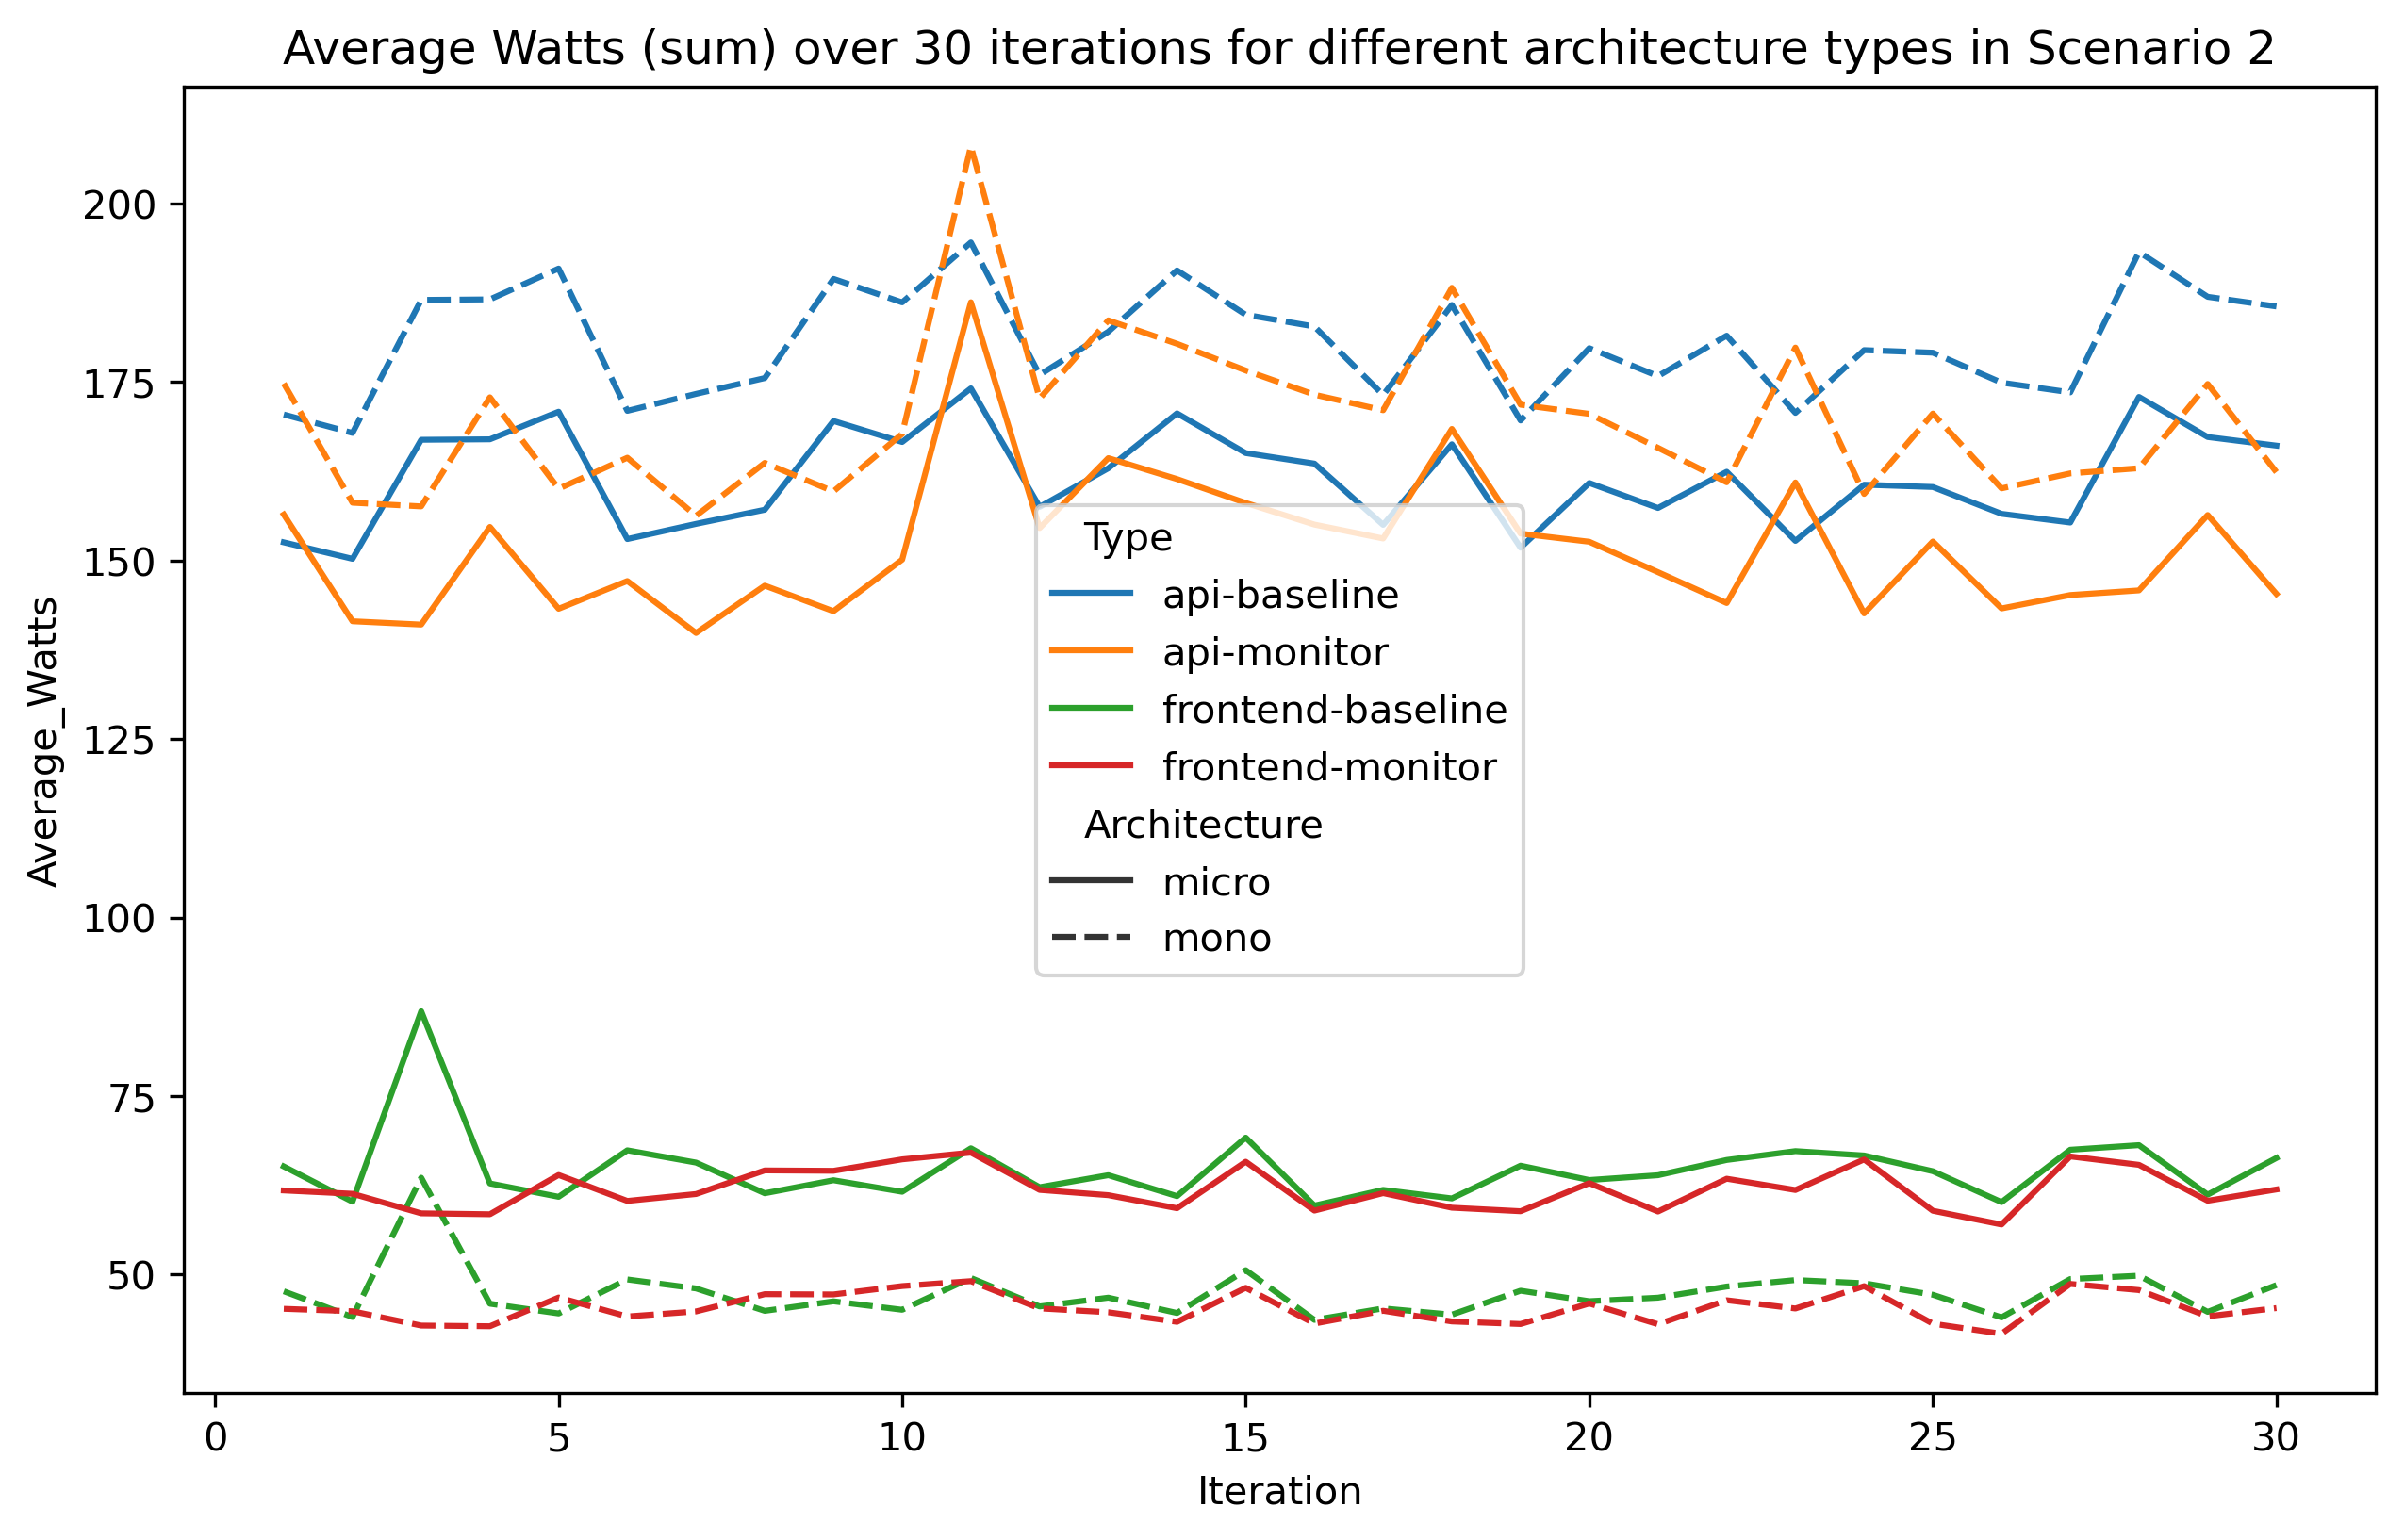 Average Watts (sum) over 30 iterations for different architecture types in Scenario 2
Average_Watts
200
175
150
125
100
75
50
Type
api-baseline
api-monitor
frontend-baseline
frontend-monitor
Architecture
micro
mono
0 5 10 15 20 25 30
Iteration